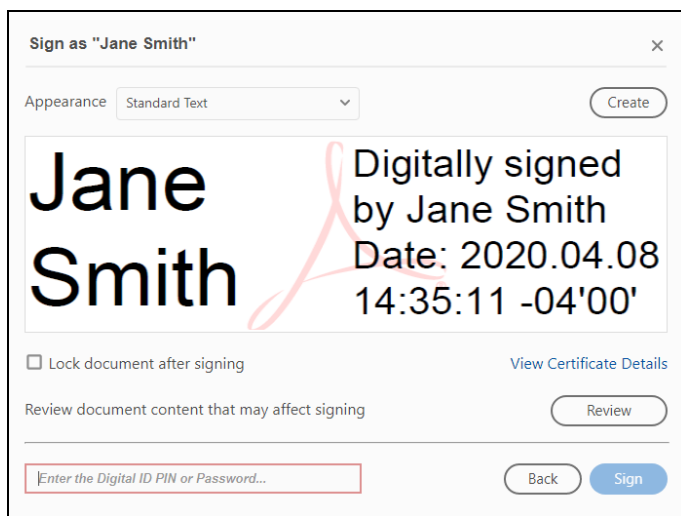 Sign as "Jane Smith"
Appearance Standard Text Create
Jane
Smith
Digitally signed
by Jane Smith
Date: 2020.04.08
14:35:11 -04'00'
Lock document after signing View Certificate Details
Review document content that may affect signing Review
Enter the Digital ID PIN or Password... Back Sign